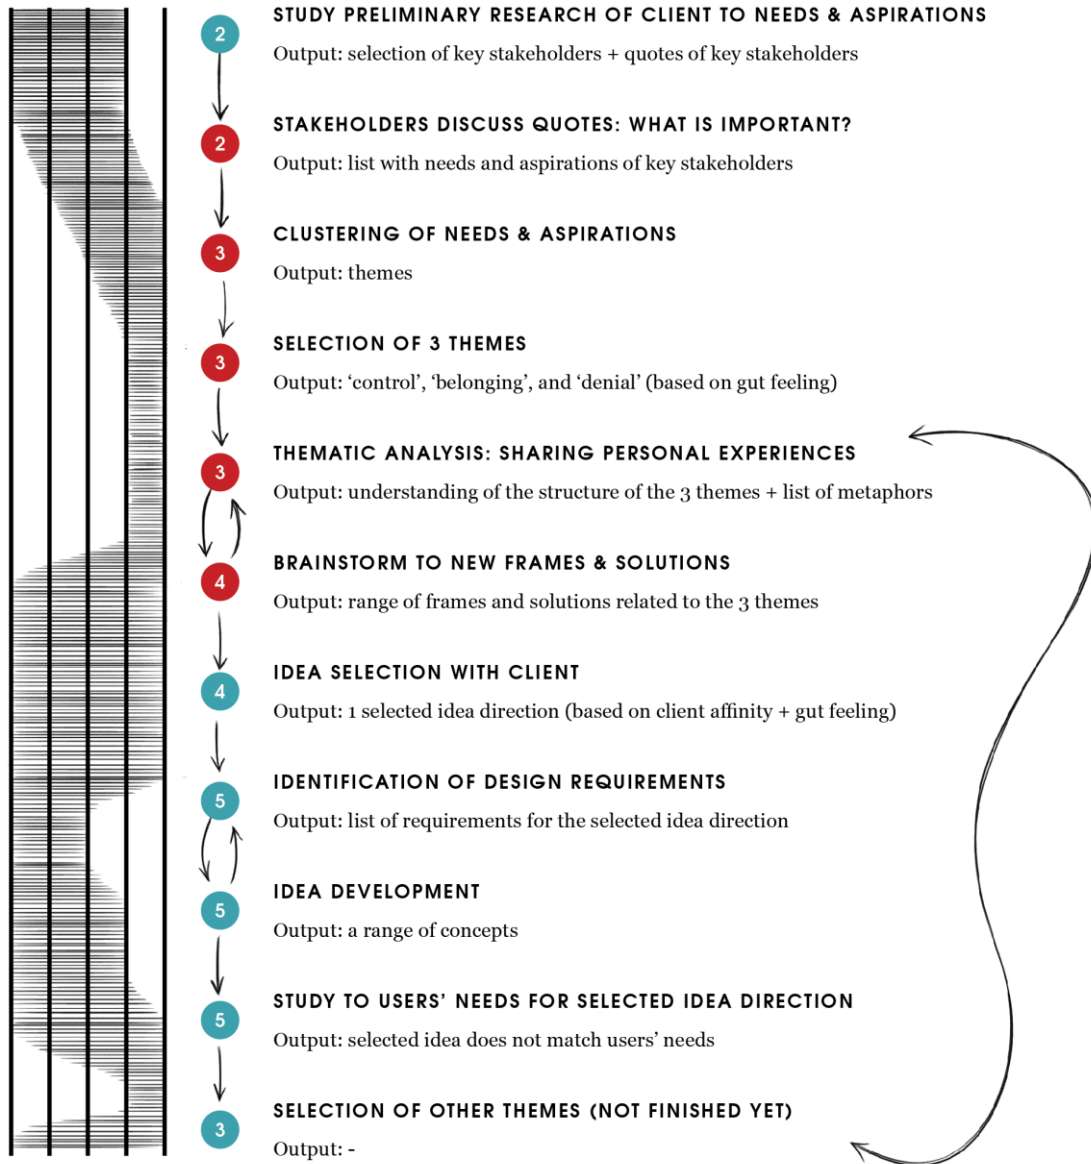 2
STUDY PRELIMINARY RESEARCH OF CLIENT TO NEEDS & ASPIRATIONS
Output: selection of key stakeholders + quotes of key stakeholders
2
STAKEHOLDERS DISCUSS QUOTES: WHAT IS IMPORTANT?
Output: list with needs and aspirations of key stakeholders
3
CLUSTERING OF NEEDS & ASPIRATIONS
Output: themes
3
SELECTION OF 3 THEMES
Output: ‘control’, ‘belonging’, and ‘denial’ (based on gut feeling)
3
THEMATIC ANALYSIS: SHARING PERSONAL EXPERIENCES
Output: understanding of the structure of the 3 themes + list of metaphors
4
BRAINSTORM TO NEW FRAMES & SOLUTIONS
Output: range of frames and solutions related to the 3 themes
4
IDEA SELECTION WITH CLIENT
Output: 1 selected idea direction (based on client affinity + gut feeling)
5
IDENTIFICATION OF DESIGN REQUIREMENTS
Output: list of requirements for the selected idea direction
5
IDEA DEVELOPMENT
Output: a range of concepts
5
STUDY TO USERS’ NEEDS FOR SELECTED IDEA DIRECTION
Output: selected idea does not match users’ needs
3
SELECTION OF OTHER THEMES (NOT FINISHED YET)
Output: -